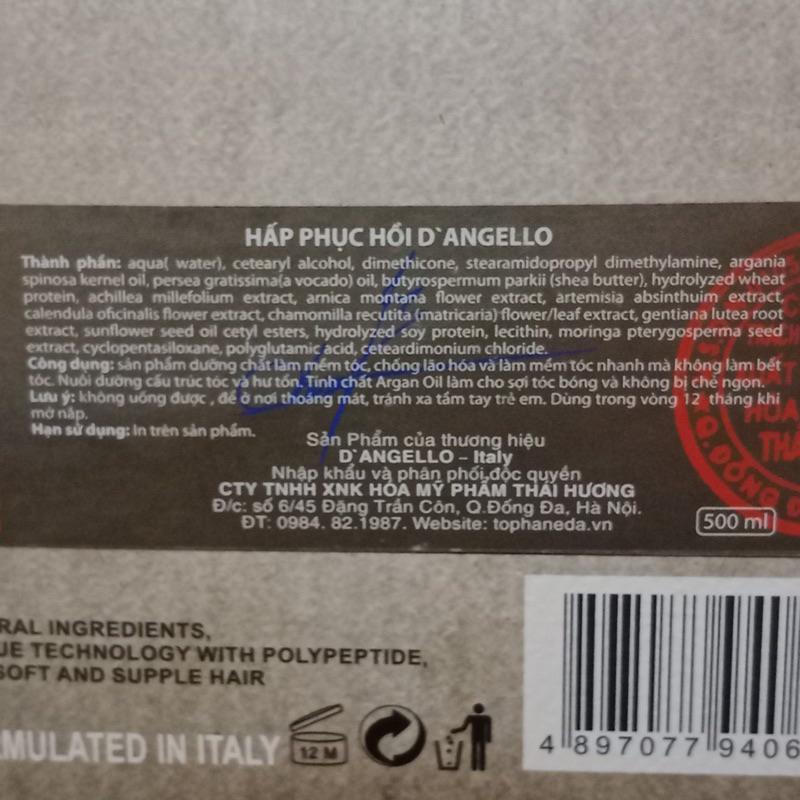 HẤP PHỤC HỒI D`ANGELLO
Thành phần: aqua( water), cetearyl alcohol, dimethicone, stearamidopropyl dimethylamine, argania
spinosa kernel oil, persea gratissima(a vocado) oil, butyrospermum parkii (shea butter), hydrolyzed wheat
protein, achillea millefolium extract, arnica montana flower extract, artemisia absinthuim extract,
calendula oficinalis flower extract, chamomilla recutita (matricaria) flower/leaf extract, gentiana lutea root
extract, sunflower seed oil cetyl esters, hydrolyzed soy protein, lecithin, moringa pterygosperma seed
extract, cyclopentasiloxane, polyglutamic acid, ceteardimonium chloride.
Công dụng: sản phẩm dưỡng chất làm mềm tóc, chống lão hóa và làm mềm tóc nhanh mà không làm bết
tóc. Nuôi dưỡng cấu trúc tóc và hư tổn. Tinh chất Argan Oil làm cho sợi tóc bóng và không bị chẻ ngọn.
Lưu ý: không uống được , để ở nơi thoáng mát, tránh xa tầm tay trẻ em. Dùng trong vòng 12 tháng khi
mở nắp.
Hạn sử dụng: In trên sản phẩm.
Sản Phẩm của thương hiệu
D`ANGELLO – Italy
Nhập khẩu và phân phối độc quyền
CTY TNHH XNK HÓA MỸ PHẨM THÁI HƯƠNG
Đ/c: số 6/45 Đặng Trần Côn, Q.Đống Đa, Hà Nội.
ĐT: 0984. 82.1987. Website: tophaneda.vn
500 ml
RAL INGREDIENTS,
UE TECHNOLOGY WITH POLYPEPTIDE,
SOFT AND SUPPLE HAIR
RMULATED IN ITALY
12 M
4 897077 9406